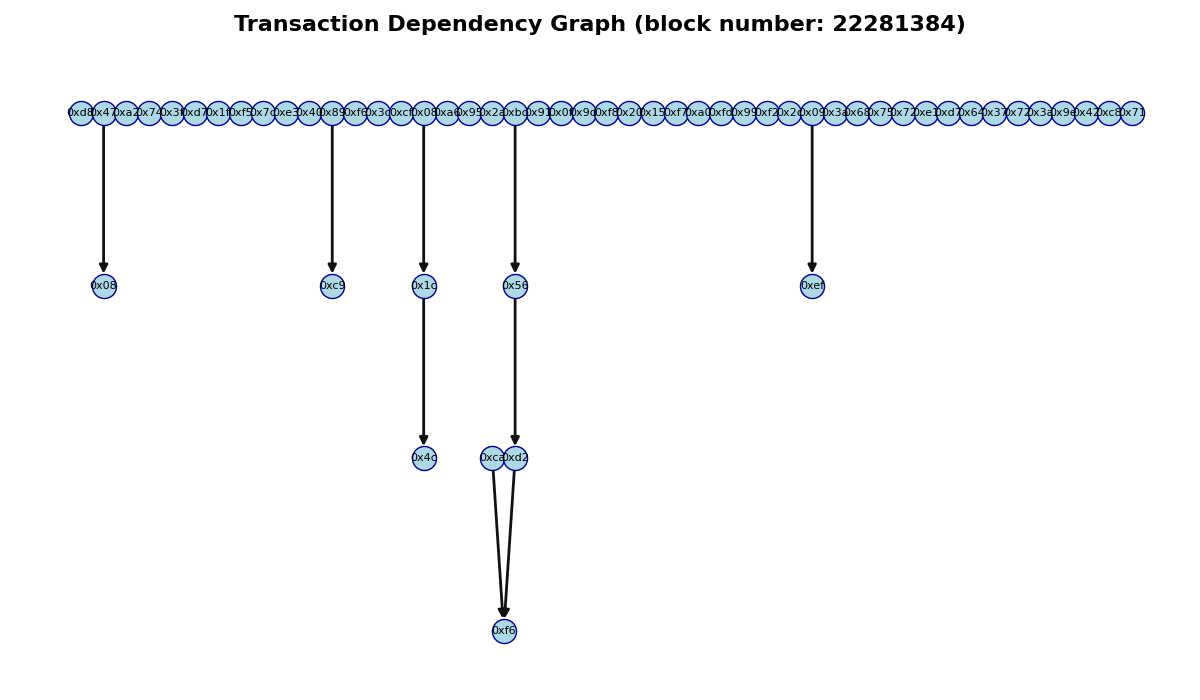 Transaction Dependency Graph (block number: 22281384)
0xd8 0x47 0xa2 0x74 0x3f 0xd7 0x1f 0xf5 0x7c 0xe3 0x40 0x89 0xf6 0x3c 0xcf 0x08 0xa6 0x95 0x2a 0xbc 0x91 0x0f 0x9d 0xf8 0x20 0x15 0xf7 0xa0 0xfd 0x99 0xf2 0x2c 0x09 0x3a 0x68 0x75 0x72 0xe1 0xd7 0x64 0x37 0x72 0x3a 0x9e 0x42 0xc8 0x71
0x08 0xc9 0x1c 0x56 0xef
0x4c 0xca 0xd2
0xf6